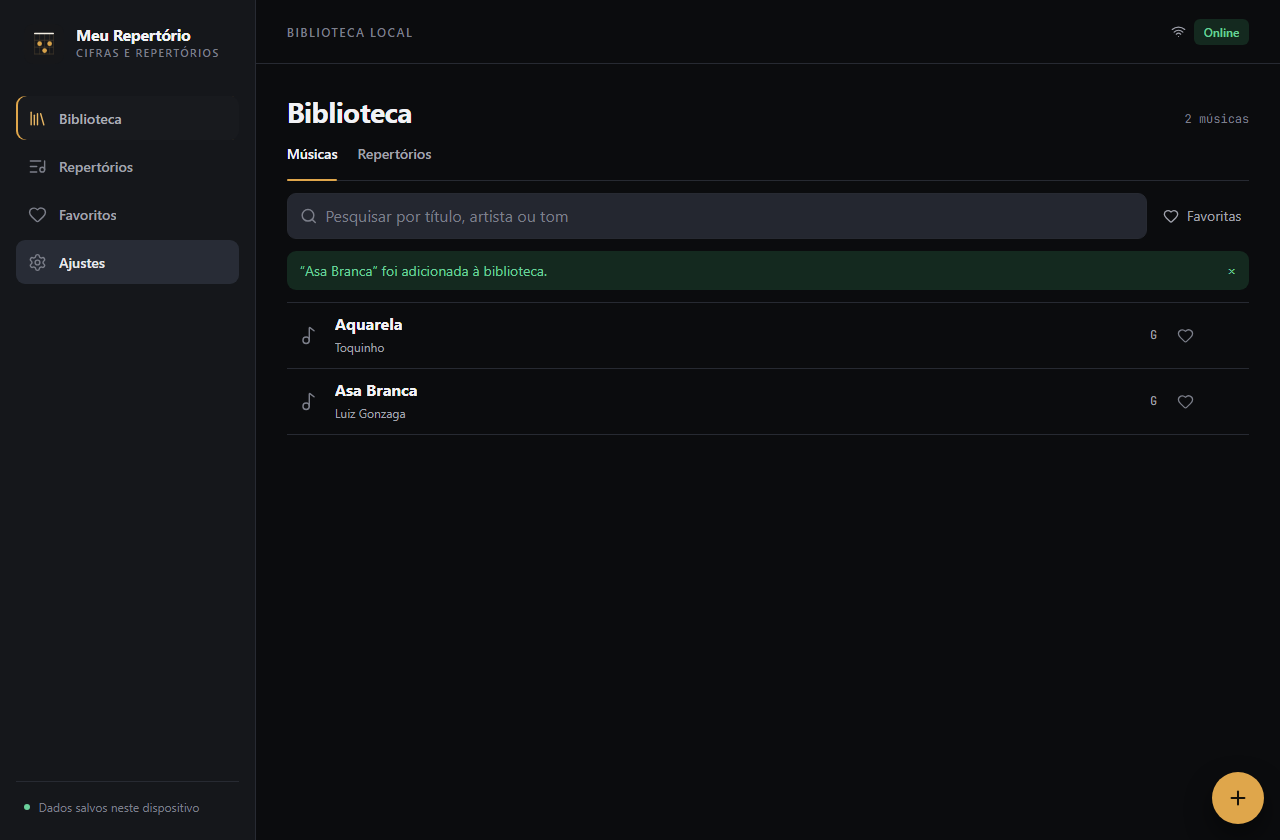 Meu Repertório
CIFRAS E REPERTÓRIOS
Biblioteca
Repertórios
Favoritos
Ajustes
Dados salvos neste dispositivo
BIBLIOTECA LOCAL
Online
Biblioteca
2 músicas
Músicas
Repertórios
Pesquisar por título, artista ou tom
Favoritas
“Asa Branca” foi adicionada à biblioteca.
×
Aquarela
Toquinho
G
Asa Branca
Luiz Gonzaga
G
+